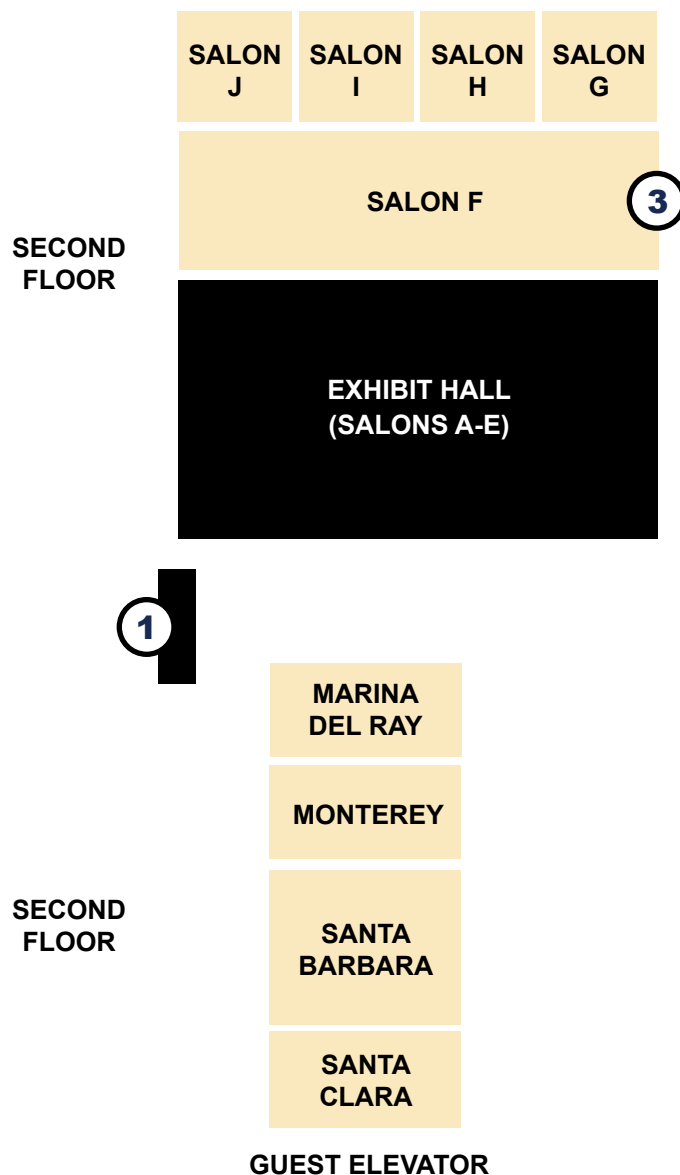 SALON
J
SALON
I
SALON
H
SALON
G
SALON F
3
SECOND
FLOOR
EXHIBIT HALL
(SALONS A-E)
1
MARINA
DEL RAY
MONTEREY
SECOND
FLOOR
SANTA
BARBARA
SANTA
CLARA
GUEST ELEVATOR